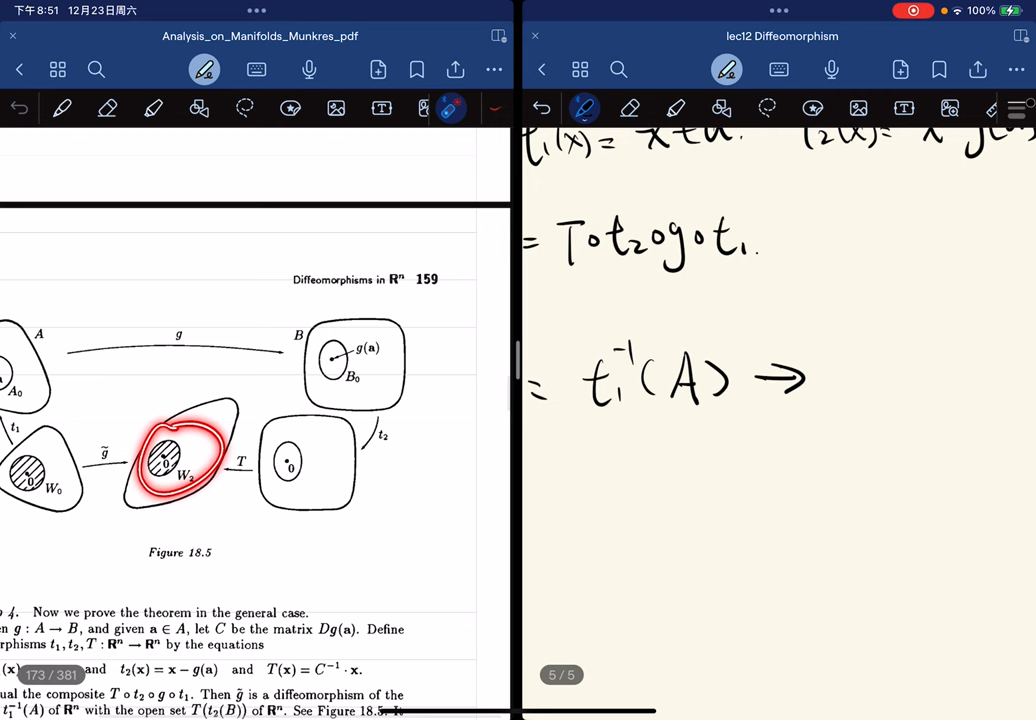 下午8:51 12月23日周六
100%
Analysis_on_Manifolds_Munkres_pdf
lec12 Diffeomorphism
T
T
Diffeomorphisms in Rⁿ 159
A
g
B
g(a)
B₀
A₀
t₁
t₂
g̃
T
0
W₀
0
W₂
0
Figure 18.5
4. Now we prove the theorem in the general case.
g : A → B, and given a ∈ A, let C be the matrix Dg(a). Define
t₁, t₂, T : Rⁿ → Rⁿ by the equations
(x) and t₂(x) = x − g(a) and T(x) = C⁻¹ · x.
173 / 381
the composite T ∘ t₂ ∘ g ∘ t₁. Then g̃ is a diffeomorphism of the
t₁⁻¹(A) of Rⁿ with the open set T(t₂(B)) of Rⁿ. See Figure 18.5. It
t₁(x) = x + a. t₂(x) = x g(
= T∘t₂∘g∘t₁.
= t₁⁻¹(A) →
5 / 5